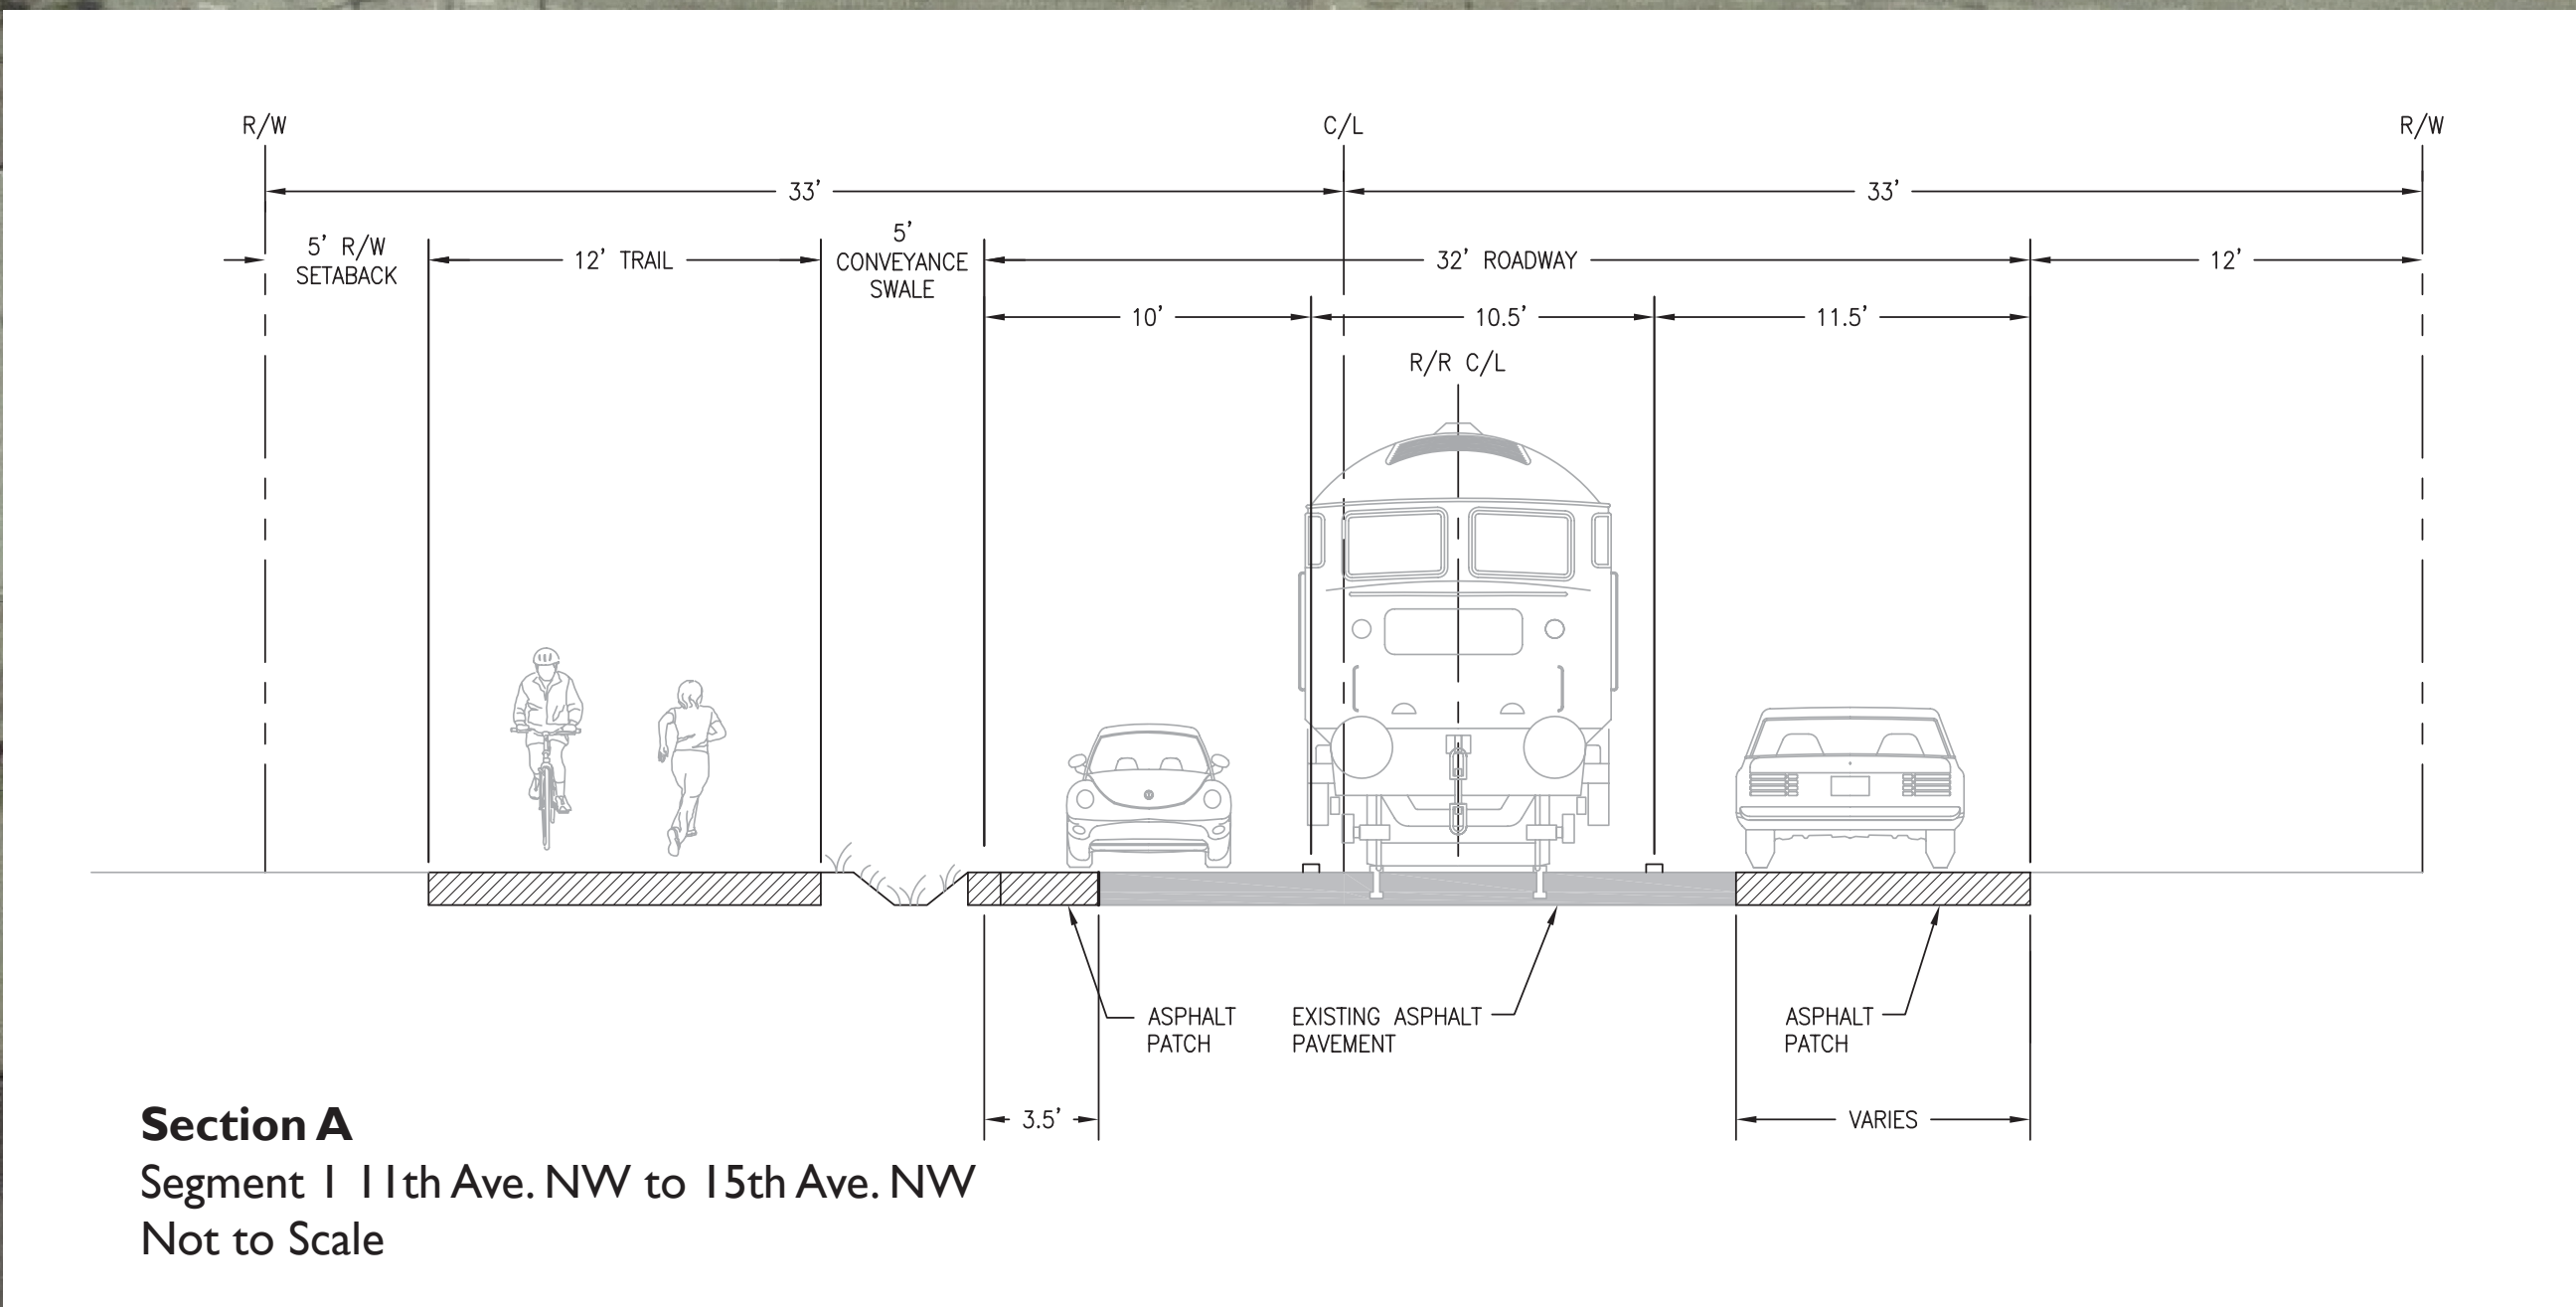 R/W
C/L
R/W
33'
33'
5' R/W
SETABACK
12' TRAIL
5'
CONVEYANCE
SWALE
32' ROADWAY
12'
10'
10.5'
11.5'
R/R C/L
ASPHALT
PATCH
EXISTING ASPHALT
PAVEMENT
ASPHALT
PATCH
3.5'
VARIES
Section A
Segment 1 11th Ave. NW to 15th Ave. NW
Not to Scale